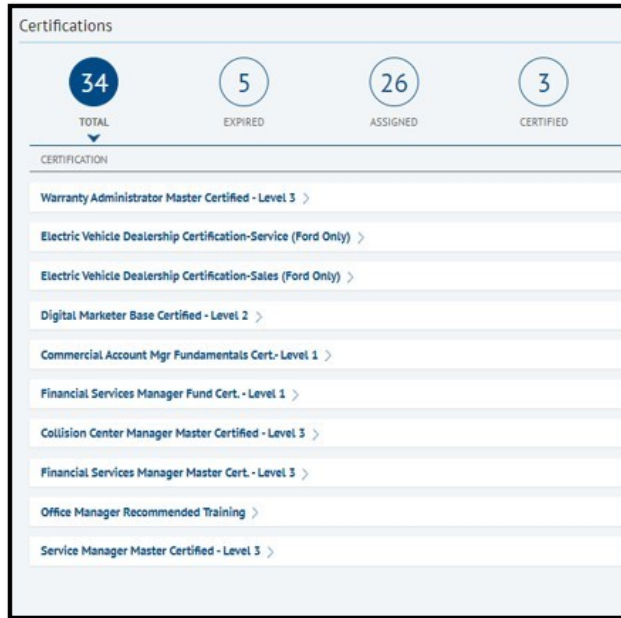 Certifications
34 5 26 3
TOTAL EXPIRED ASSIGNED CERTIFIED
CERTIFICATION
Warranty Administrator Master Certified - Level 3 >
Electric Vehicle Dealership Certification-Service (Ford Only) >
Electric Vehicle Dealership Certification-Sales (Ford Only) >
Digital Marketer Base Certified - Level 2 >
Commercial Account Mgr Fundamentals Cert.- Level 1 >
Financial Services Manager Fund Cert. - Level 1 >
Collision Center Manager Master Certified - Level 3 >
Financial Services Manager Master Cert. - Level 3 >
Office Manager Recommended Training >
Service Manager Master Certified - Level 3 >